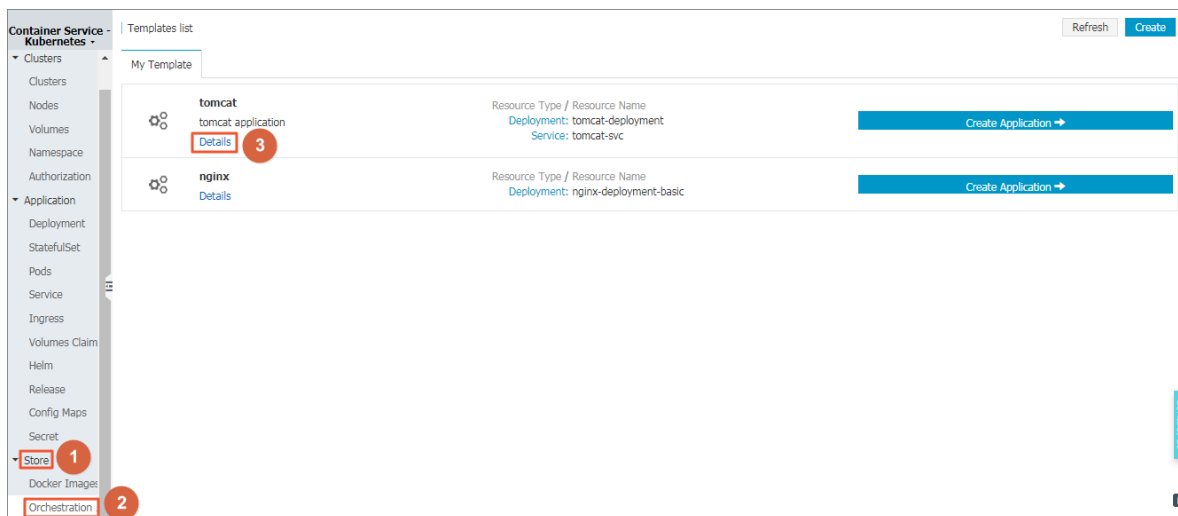 Container Service -
Kubernetes
Clusters
Clusters
Nodes
Volumes
Namespace
Authorization
Application
Deployment
StatefulSet
Pods
Service
Ingress
Volumes Claim
Helm
Release
Config Maps
Secret
Store
1
Docker Images
Orchestration
2
Templates list
Refresh
Create
My Template
tomcat
tomcat application
Details
3
Resource Type / Resource Name
Deployment: tomcat-deployment
Service: tomcat-svc
Create Application
nginx
Details
Resource Type / Resource Name
Deployment: nginx-deployment-basic
Create Application